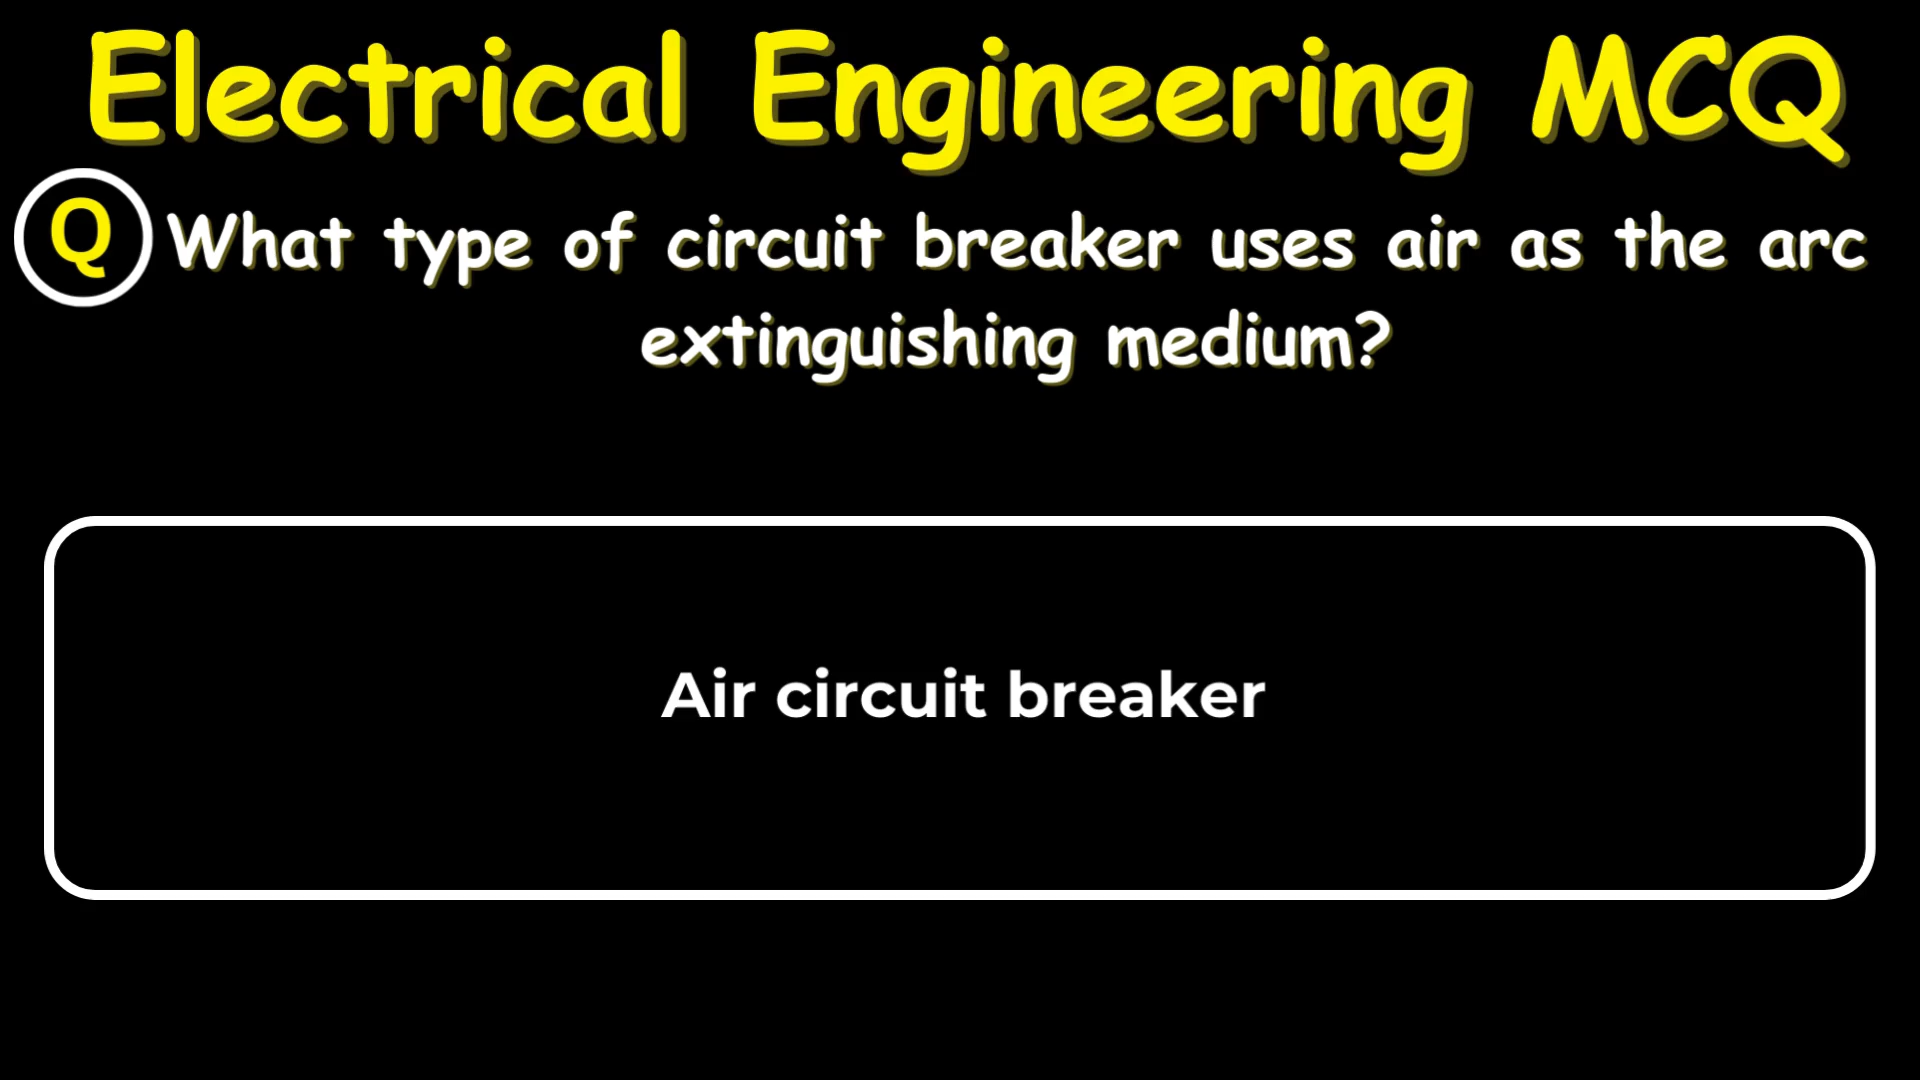 Electrical Engineering MCQ
Q What type of circuit breaker uses air as the arc
extinguishing medium?
Air circuit breaker